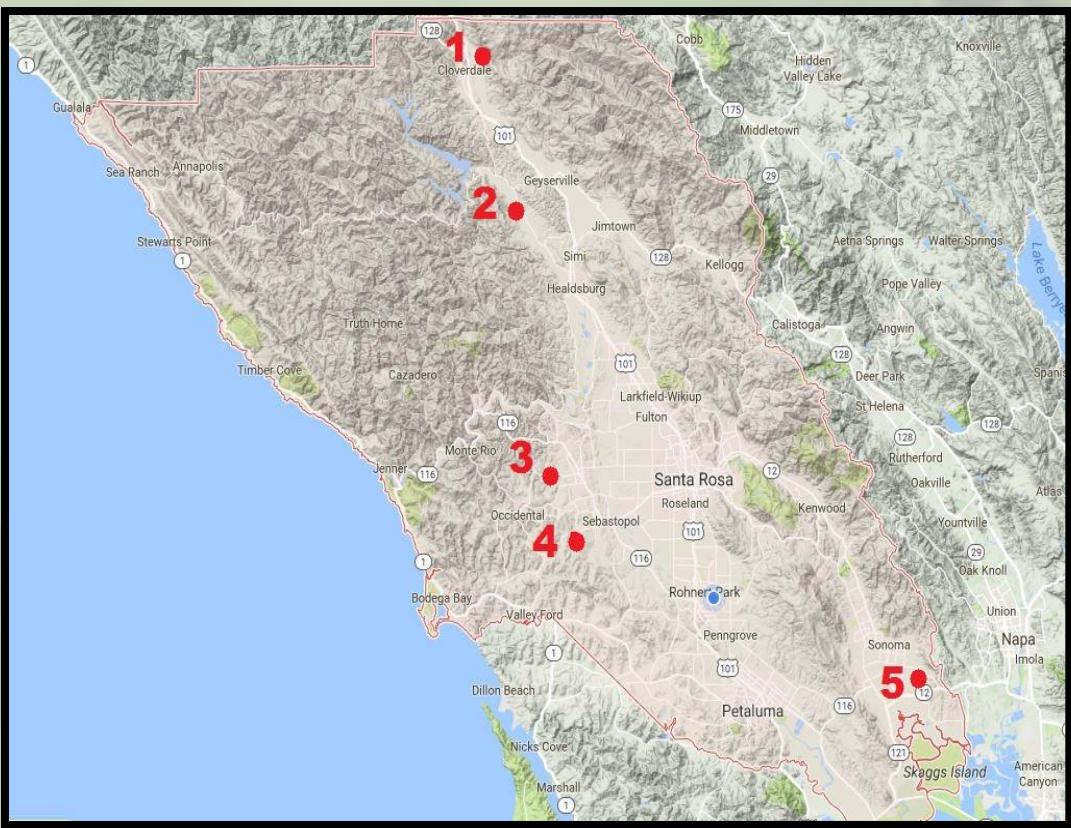 128
1
Cloverdale
Cobb
Knoxville
1
Hidden
Valley Lake
175
Middletown
Gualala
101
Annapolis
Sea Ranch
29
Geyserville
2
Jimtown
Stewarts Point
1
Simi
128
Kellogg
Aetna Springs
Walter Springs
Lake Berrye
Healdsburg
Pope Valley
Truth Home
Calistoga
Angwin
128
Timber Cove
Cazadero
101
Deer Park
Spanis
Larkfield-Wikiup
Fulton
St Helena
116
128
128
Monte Rio
3
Rutherford
Jenner
116
Santa Rosa
12
Oakville
Atlas
Roseland
Kenwood
Occidental
Sebastopol
Yountville
4
101
116
29
1
Oak Knoll
Bodega Bay
Rohnert Park
Valley Ford
Union
Penngrove
Sonoma
Napa
1
Imola
101
5
12
Dillon Beach
Petaluma
116
Nicks Cove
121
Skaggs Island
American
Canyon
Marshall
1